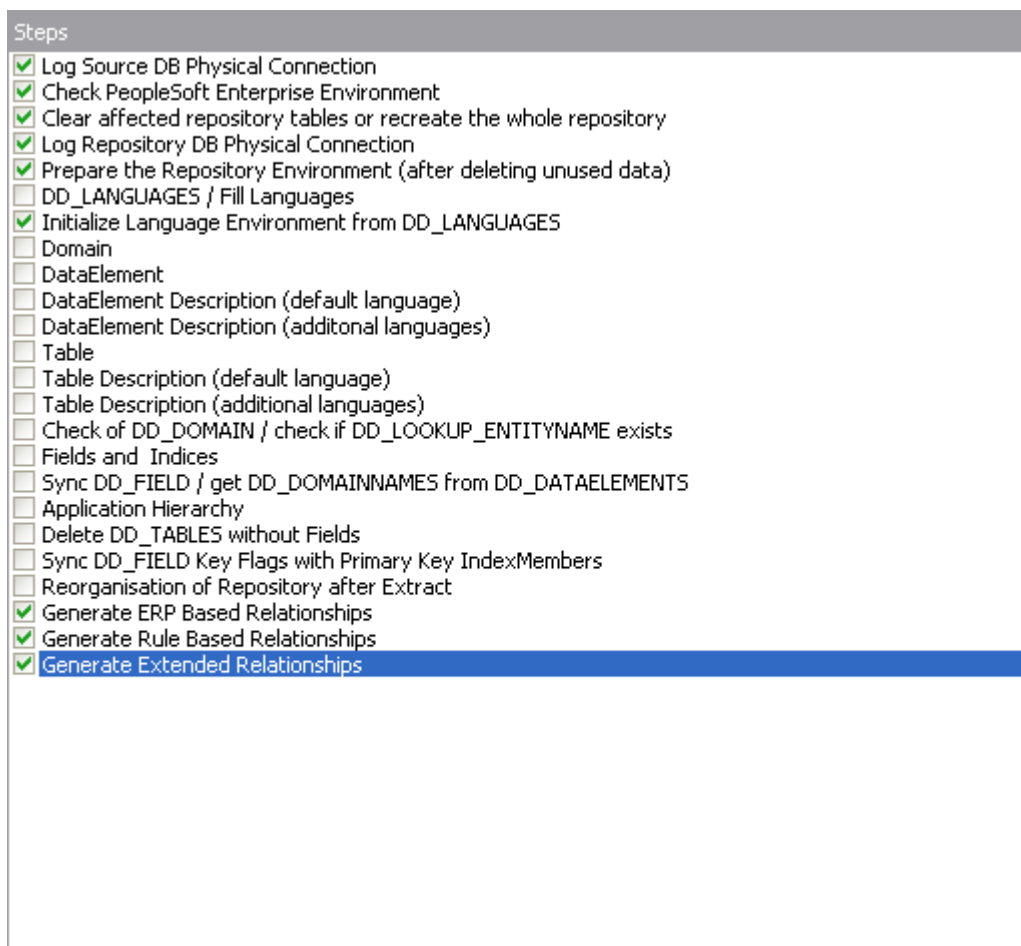 Steps
Log Source DB Physical Connection
Check PeopleSoft Enterprise Environment
Clear affected repository tables or recreate the whole repository
Log Repository DB Physical Connection
Prepare the Repository Environment (after deleting unused data)
DD_LANGUAGES / Fill Languages
Initialize Language Environment from DD_LANGUAGES
Domain
DataElement
DataElement Description (default language)
DataElement Description (additonal languages)
Table
Table Description (default language)
Table Description (additional languages)
Check of DD_DOMAIN / check if DD_LOOKUP_ENTITYNAME exists
Fields and  Indices
Sync DD_FIELD / get DD_DOMAINNAMES from DD_DATAELEMENTS
Application Hierarchy
Delete DD_TABLES without Fields
Sync DD_FIELD Key Flags with Primary Key IndexMembers
Reorganisation of Repository after Extract
Generate ERP Based Relationships
Generate Rule Based Relationships
Generate Extended Relationships